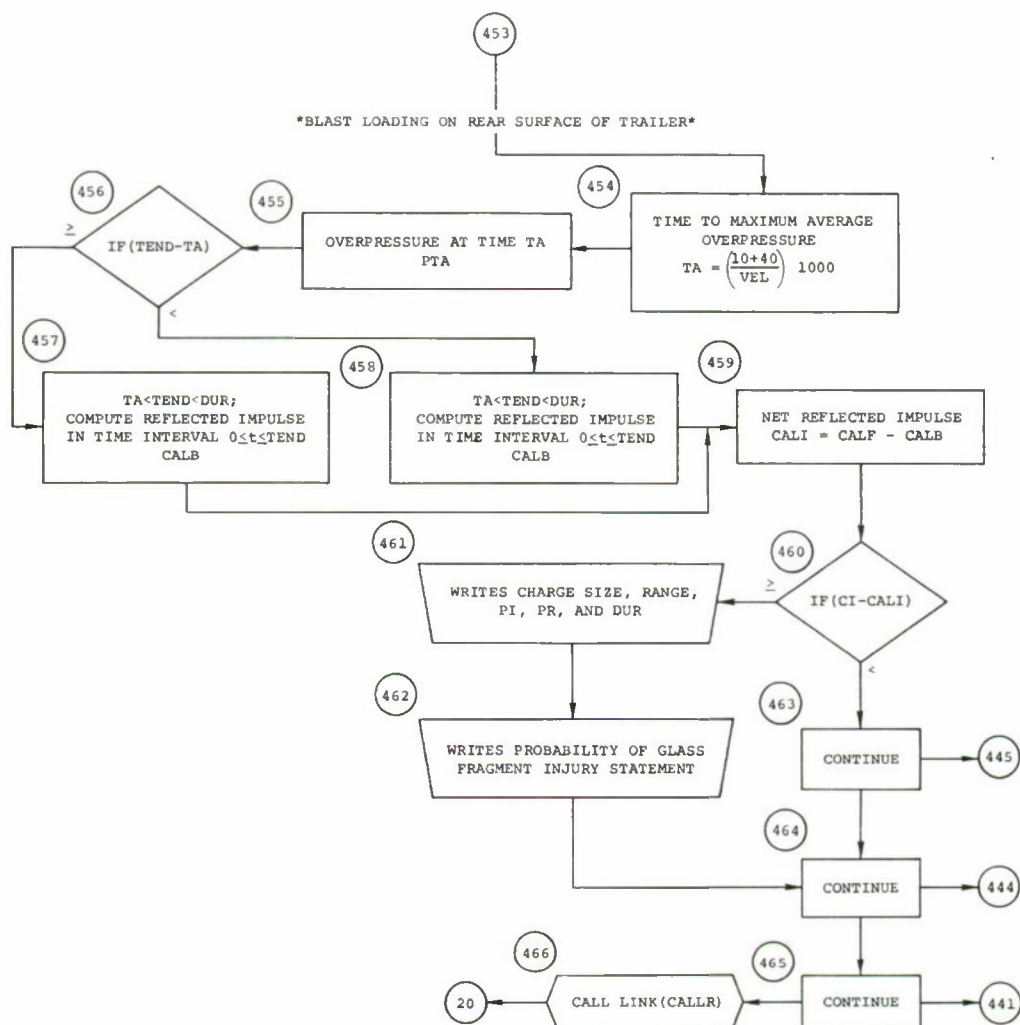 453
*BLAST LOADING ON REAR SURFACE OF TRAILER*
454
TIME TO MAXIMUM AVERAGE
OVERPRESSURE
TA = (10+40/VEL) 1000
455
OVERPRESSURE AT TIME TA
PTA
456
≥
IF(TEND-TA)
<
457
TA<TEND<DUR;
COMPUTE REFLECTED IMPULSE
IN TIME INTERVAL 0≤t≤TEND
CALB
458
TA<TEND<DUR;
COMPUTE REFLECTED IMPULSE
IN TIME INTERVAL 0≤t≤TEND
CALB
459
NET REFLECTED IMPULSE
CALI = CALF - CALB
460
≥
IF(CI-CALI)
<
461
WRITES CHARGE SIZE, RANGE,
PI, PR, AND DUR
462
WRITES PROBABILITY OF GLASS
FRAGMENT INJURY STATEMENT
463
CONTINUE
445
464
CONTINUE
444
465
CONTINUE
441
466
CALL LINK(CALLR)
20